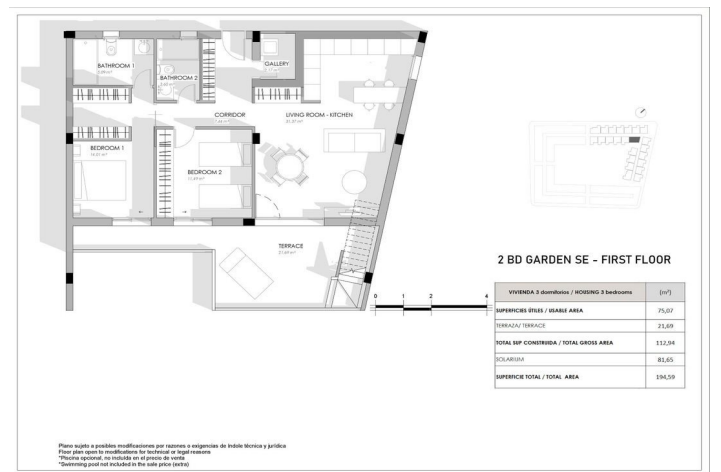 BATHROOM 1
BATHROOM 2
GALLERY
CORRIDOR
LIVING ROOM - KITCHEN
BEDROOM 1
BEDROOM 2
TERRACE
21,69 m²
0 1 2 4
2 BD GARDEN SE - FIRST FLOOR
VIVIENDA 3 dormitorios / HOUSING 3 bedrooms (m²)
SUPERFICIES ÚTILES / USABLE AREA 75,07
TERRAZA/ TERRACE 21,69
TOTAL SUP CONSTRUIDA / TOTAL GROSS AREA 112,94
SOLARIUM 81,65
SUPERFICIE TOTAL / TOTAL AREA 194,59
Plano sujeto a posibles modificaciones por razones o exigencias de índole técnica y jurídica
Floor plan open to modifications for technical or legal reasons
*Piscina opcional, no incluida en el precio de venta
*Swimming pool not included in the sale price (extra)